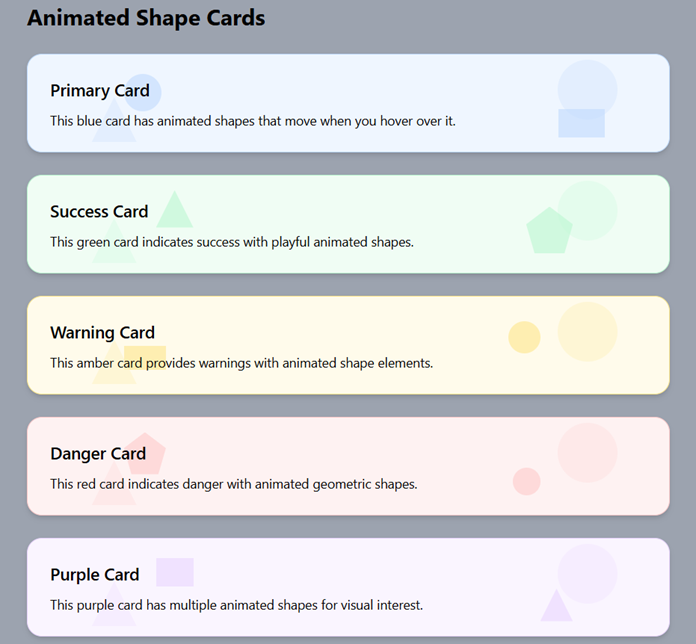 Animated Shape Cards
Primary Card
This blue card has animated shapes that move when you hover over it.
Success Card
This green card indicates success with playful animated shapes.
Warning Card
This amber card provides warnings with animated shape elements.
Danger Card
This red card indicates danger with animated geometric shapes.
Purple Card
This purple card has multiple animated shapes for visual interest.